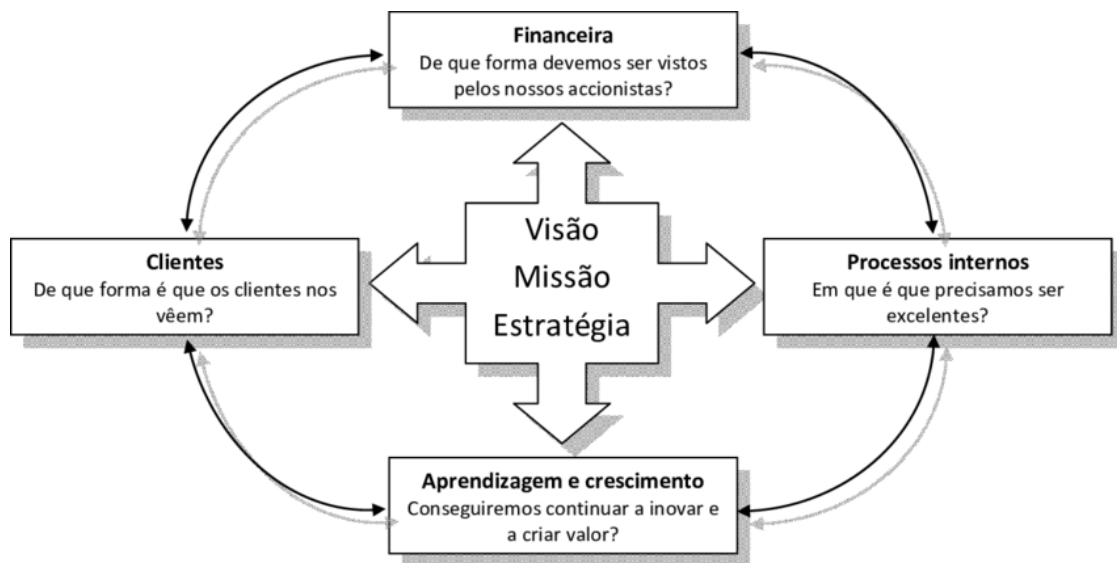 Financeira
De que forma devemos ser vistos
pelos nossos accionistas?
Visão
Missão
Estratégia
Clientes
De que forma é que os clientes nos
vêem?
Processos internos
Em que é que precisamos ser
excelentes?
Aprendizagem e crescimento
Conseguiremos continuar a inovar e
a criar valor?